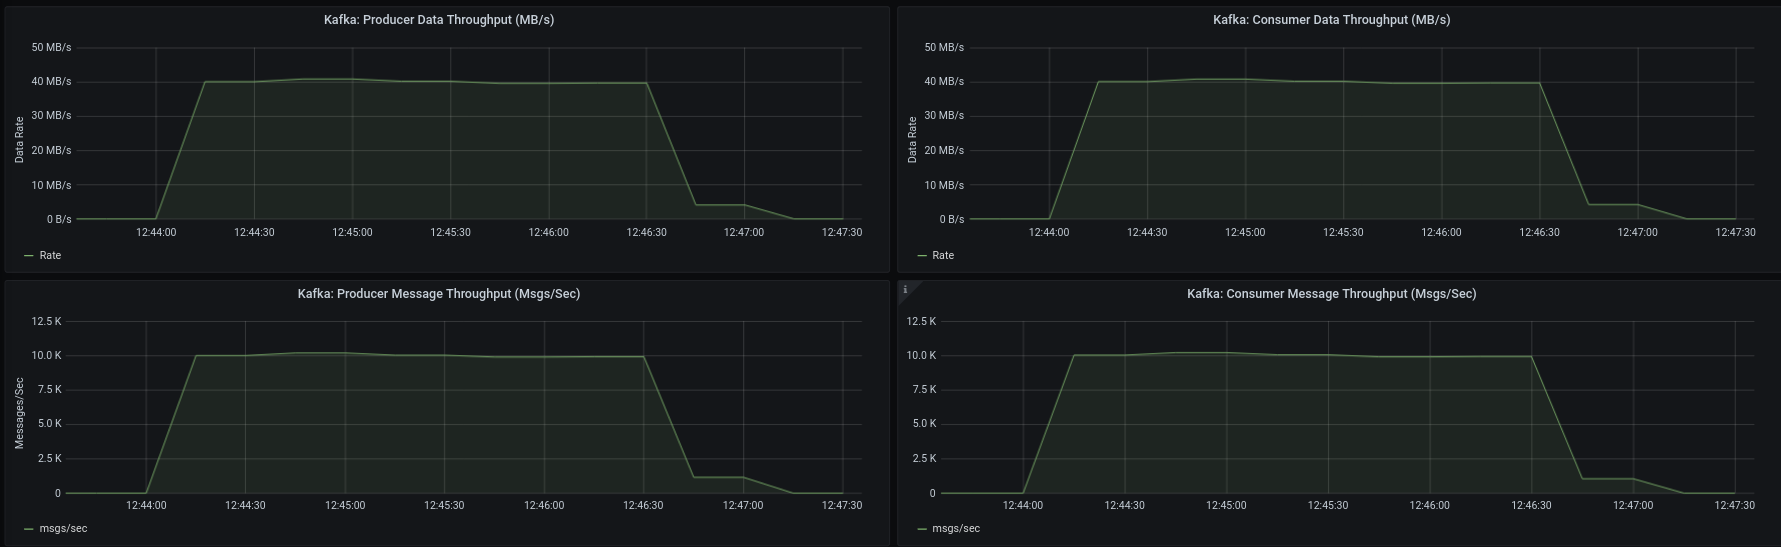 Kafka: Producer Data Throughput (MB/s)
50 MB/s
40 MB/s
30 MB/s
20 MB/s
10 MB/s
0 B/s
Data Rate
12:44:00 12:44:30 12:45:00 12:45:30 12:46:00 12:46:30 12:47:00 12:47:30
Rate
Kafka: Consumer Data Throughput (MB/s)
50 MB/s
40 MB/s
30 MB/s
20 MB/s
10 MB/s
0 B/s
Data Rate
12:44:00 12:44:30 12:45:00 12:45:30 12:46:00 12:46:30 12:47:00 12:47:30
Rate
Kafka: Producer Message Throughput (Msgs/Sec)
12.5 K
10.0 K
7.5 K
5.0 K
2.5 K
0
Messages/Sec
12:44:00 12:44:30 12:45:00 12:45:30 12:46:00 12:46:30 12:47:00 12:47:30
msgs/sec
i
Kafka: Consumer Message Throughput (Msgs/Sec)
12.5 K
10.0 K
7.5 K
5.0 K
2.5 K
0
12:44:00 12:44:30 12:45:00 12:45:30 12:46:00 12:46:30 12:47:00 12:47:30
msgs/sec